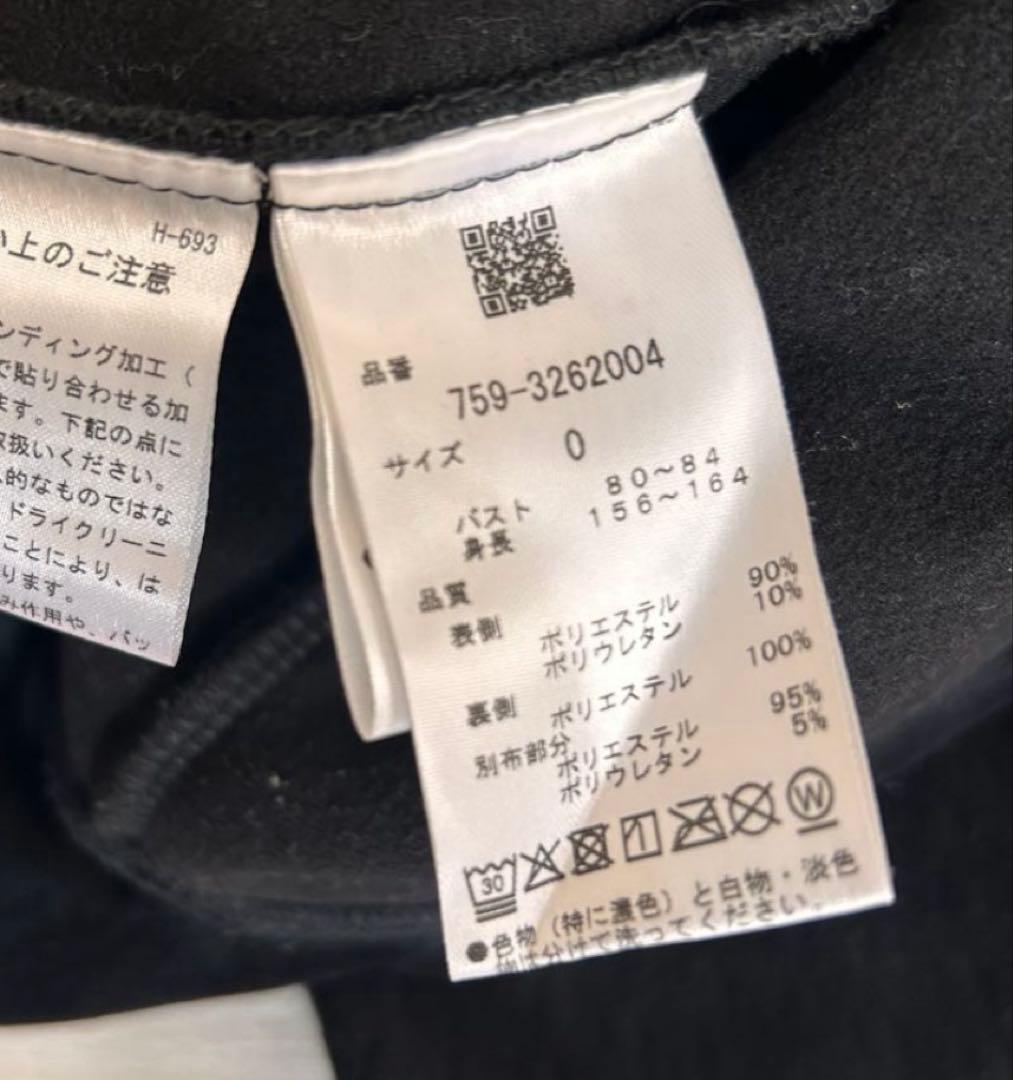 H-693
上のご注意
ンディング加工（
で貼り合わせる加
ます。下記の点に
取扱いください。
的なものではな
ドライクリーニ
ことにより、は
ります。
み作用や、バッ
品番
759-3262004
サイズ 0
バスト 80～84
身長 156～164
品質
表側 ポリエステル 90%
ポリウレタン 10%
裏側 ポリエステル 100%
別布部分
ポリエステル 95%
ポリウレタン 5%
30
W
●色物（特に濃色）と白物・淡色
物は分けて洗ってください。